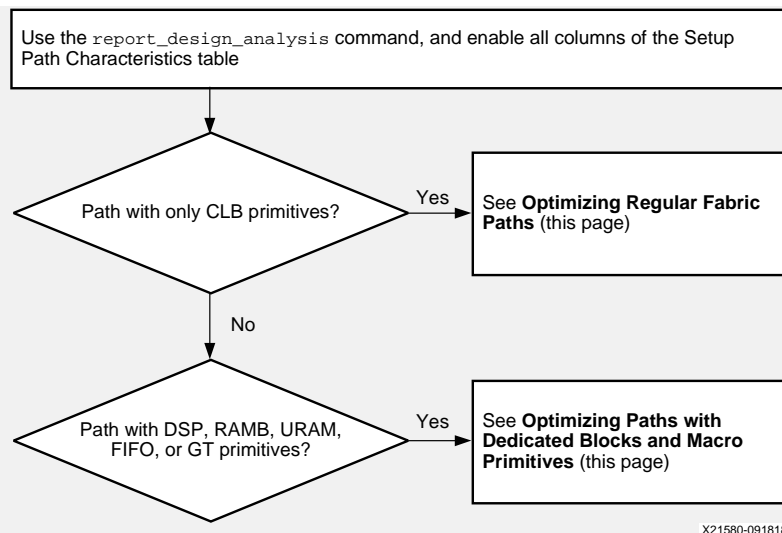 Use the report_design_analysis command, and enable all columns of the Setup
Path Characteristics table
Path with only CLB primitives?
Yes
See Optimizing Regular Fabric
Paths (this page)
No
Path with DSP, RAMB, URAM,
FIFO, or GT primitives?
Yes
See Optimizing Paths with
Dedicated Blocks and Macro
Primitives (this page)
X21580-091818